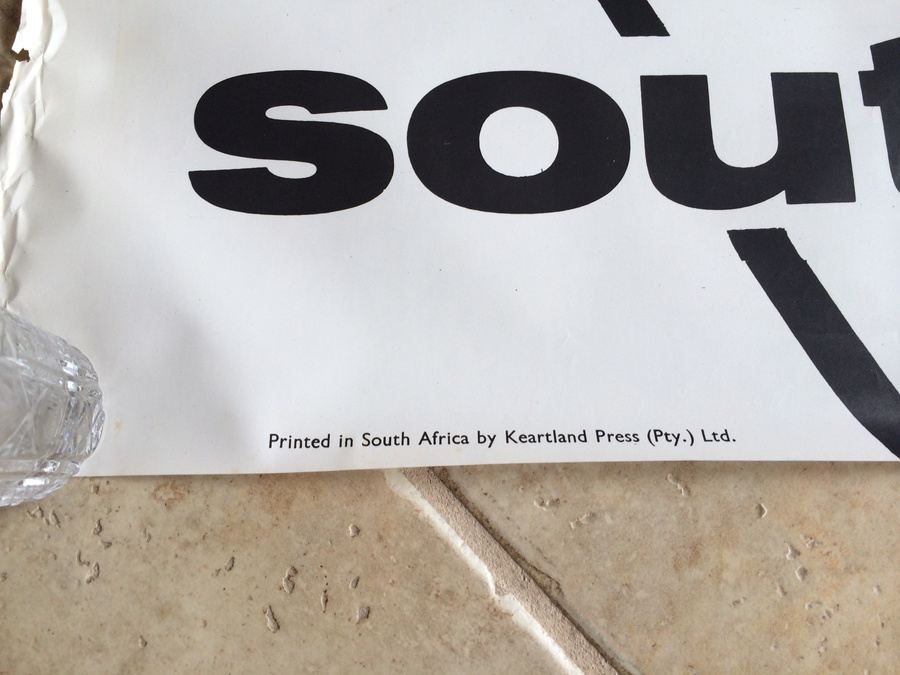 sout
Printed in South Africa by Keartland Press (Pty.) Ltd.